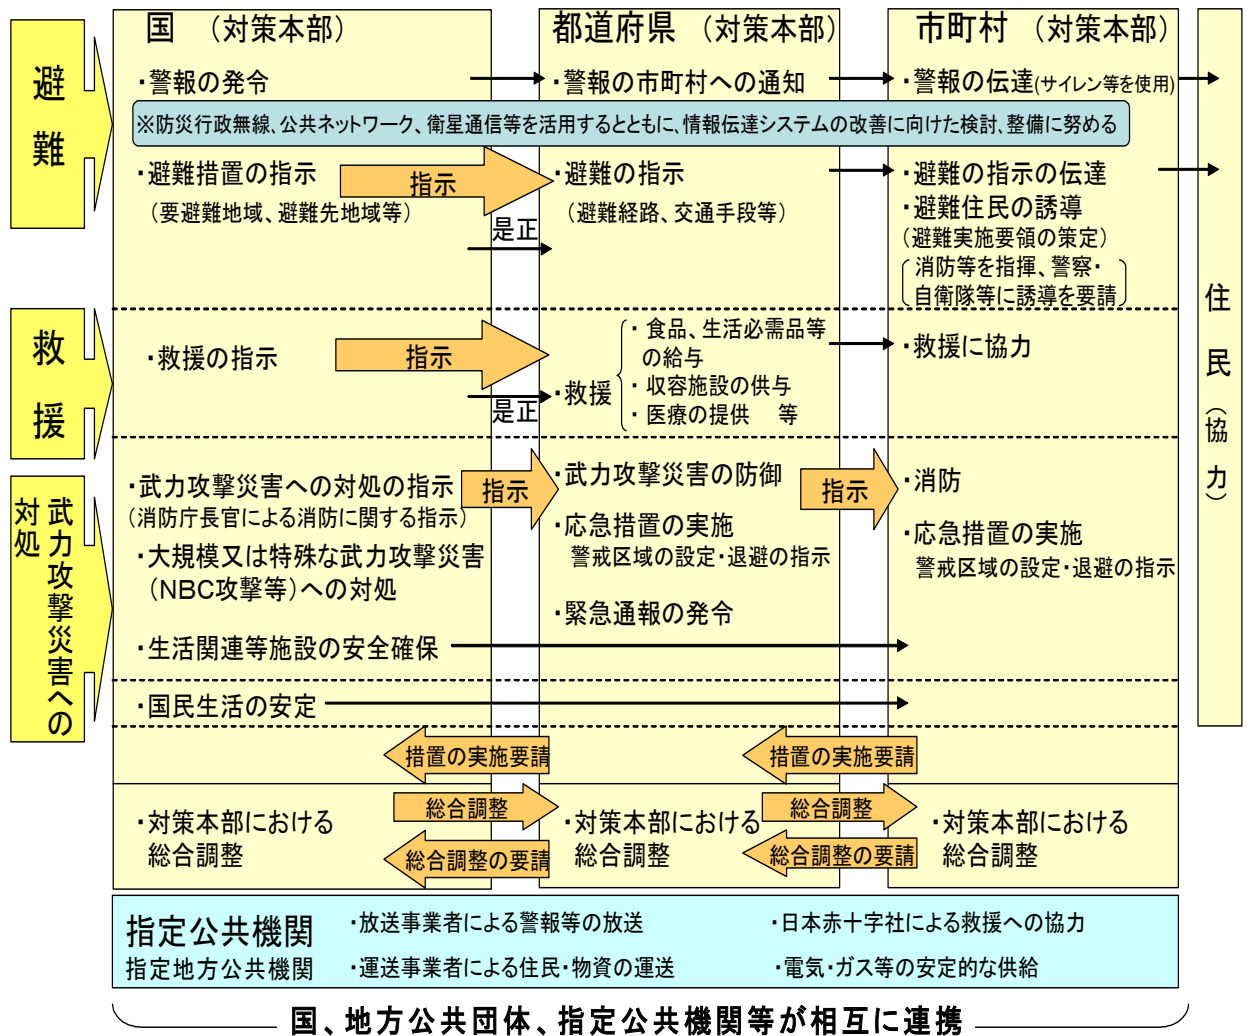 国 （対策本部）
都道府県 （対策本部）
市町村 （対策本部）
避難
・警報の発令
・警報の市町村への通知
・警報の伝達(サイレン等を使用)
※防災行政無線、公共ネットワーク、衛星通信等を活用するとともに、情報伝達システムの改善に向けた検討、整備に努める
・避難措置の指示
（要避難地域、避難先地域等）
指示
是正
・避難の指示
（避難経路、交通手段等）
・避難の指示の伝達
・避難住民の誘導
（避難実施要領の策定）
消防等を指揮、警察・
自衛隊等に誘導を要請
住民（協力）
救援
・救援の指示
指示
是正
・救援
・食品、生活必需品等
の給与
・収容施設の供与
・医療の提供 等
・救援に協力
武力攻撃災害への
対処
・武力攻撃災害への対処の指示
（消防庁長官による消防に関する指示）
・大規模又は特殊な武力攻撃災害
（NBC攻撃等）への対処
・生活関連等施設の安全確保
指示
・武力攻撃災害の防御
・応急措置の実施
警戒区域の設定・退避の指示
・緊急通報の発令
指示
・消防
・応急措置の実施
警戒区域の設定・退避の指示
・国民生活の安定
措置の実施要請
措置の実施要請
・対策本部における
総合調整
総合調整
総合調整の要請
・対策本部における
総合調整
総合調整
総合調整の要請
・対策本部における
総合調整
指定公共機関
指定地方公共機関
・放送事業者による警報等の放送
・日本赤十字社による救援への協力
・運送事業者による住民・物資の運送
・電気・ガス等の安定的な供給
国、地方公共団体、指定公共機関等が相互に連携